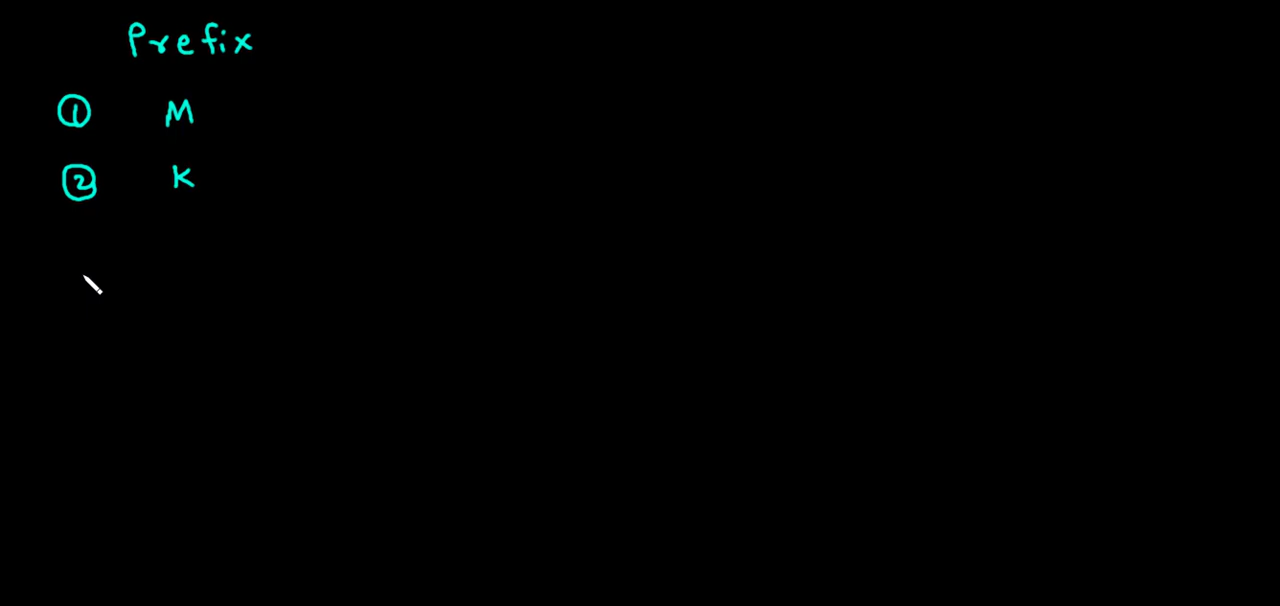 Prefix
① M
② K